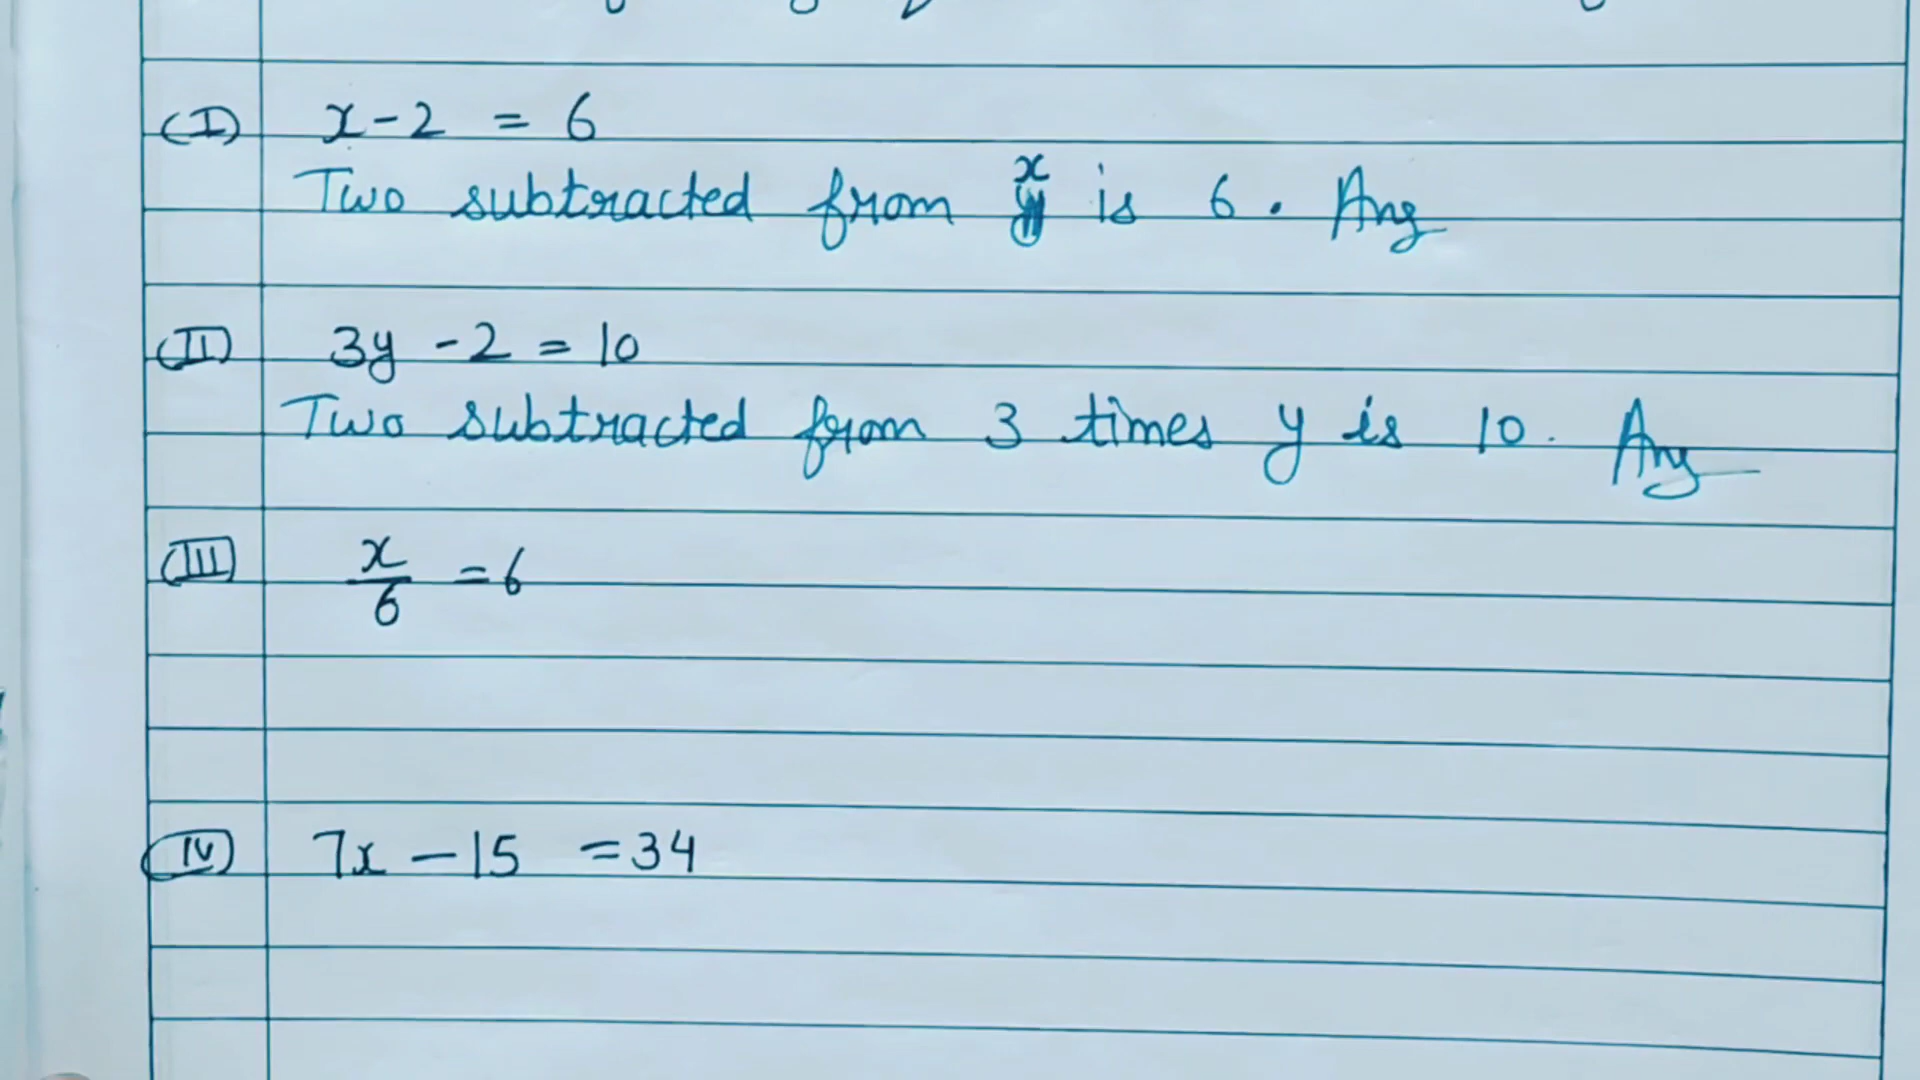 (I) x - 2 = 6
Two subtracted from x is 6. Ans
(II) 3y - 2 = 10
Two subtracted from 3 times y is 10. Ans
(III) x/6 = 6
(IV) 7x - 15 = 34